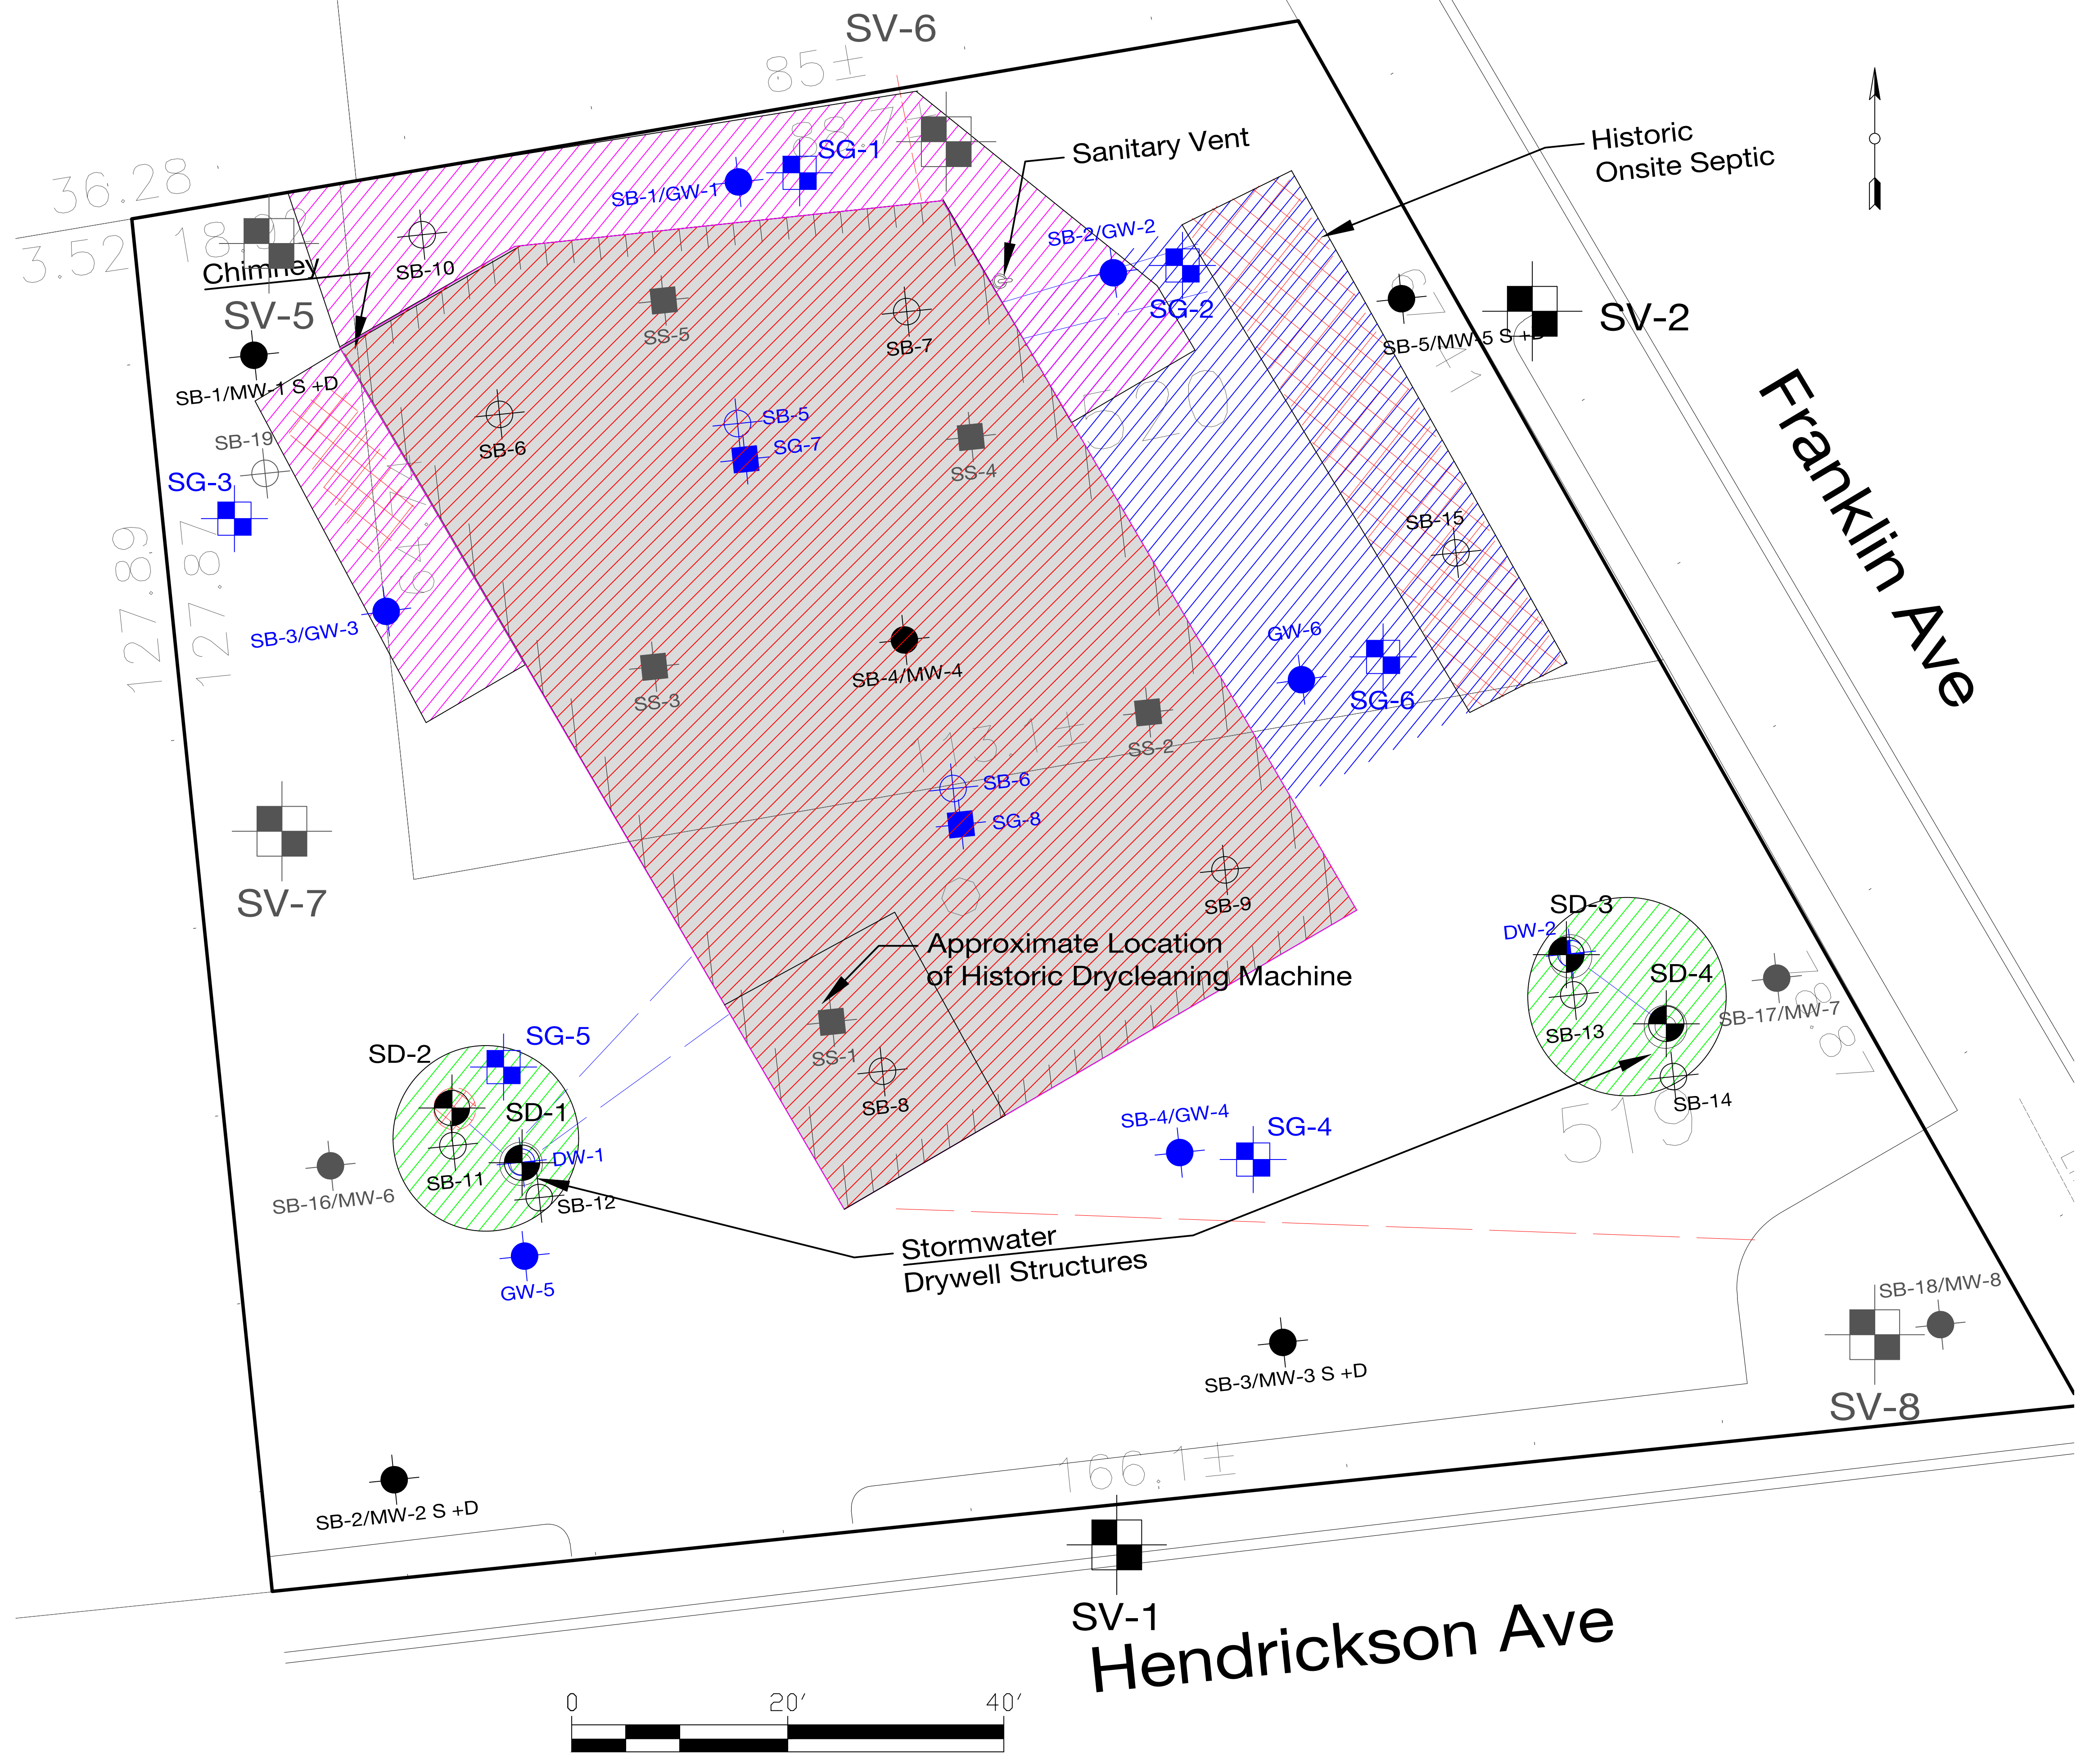 SV-6
85±
Sanitary Vent
Historic
Onsite Septic
36.28
3.52
SG-1
SB-1/GW-1
SB-2/GW-2
SG-2
SB-10
Chimney
SV-5
SV-2
SB-5/MW-5 S +D
SS-5
SB-7
SB-1/MW-1 S +D
SB-19
SG-3
SB-6
SB-5
SG-7
SS-4
520
SB-15
Franklin Ave
127.89
127.87
SB-3/GW-3
GW-6
SG-6
SB-4/MW-4
SS-3
SS-2
SB-6
SG-8
SV-7
SB-9
SD-3
DW-2
SD-4
SB-13
SB-14
SB-17/MW-7
Approximate Location
of Historic Drycleaning Machine
SS-1
SB-8
SG-5
SD-2
SD-1
DW-1
SB-11
SB-12
SB-16/MW-6
GW-5
SB-4/GW-4
SG-4
519
Stormwater
Drywell Structures
SB-18/MW-8
SV-8
SB-3/MW-3 S +D
SB-2/MW-2 S +D
166.1±
SV-1
Hendrickson Ave
0 20' 40'